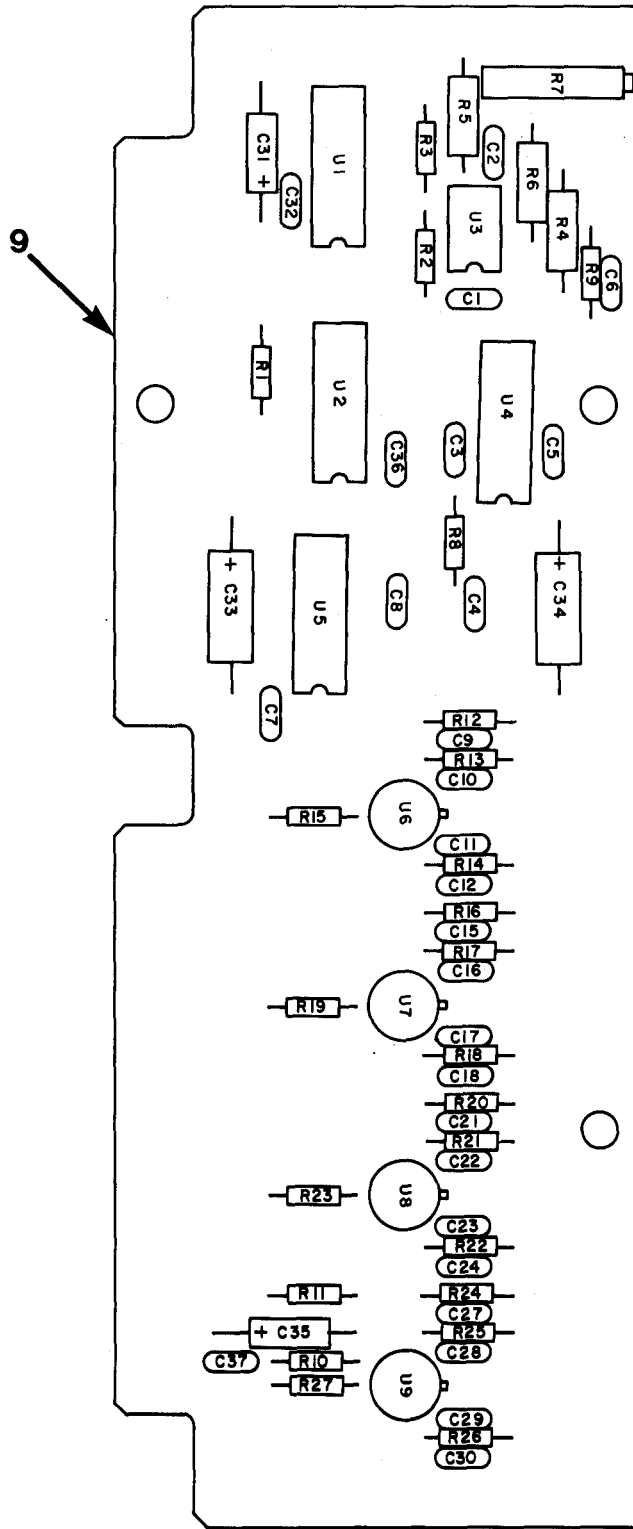 R7
R5
C31 +
U1
R3
C2
R6
C32
U3
R4
R2
R9
C6
C1
9
R1
U2
U4
C36
C3
C5
R8
+ C33
U5
C8
C4
+ C34
C7
R12
C9
R13
C10
R15
U6
C11
R14
C12
R16
C15
R17
C16
R19
U7
C17
R18
C18
R20
C21
R21
C22
R23
U8
C23
R22
C24
R11
R24
C27
+ C35
R25
C37
R10
C28
R27
U9
C29
R26
C30